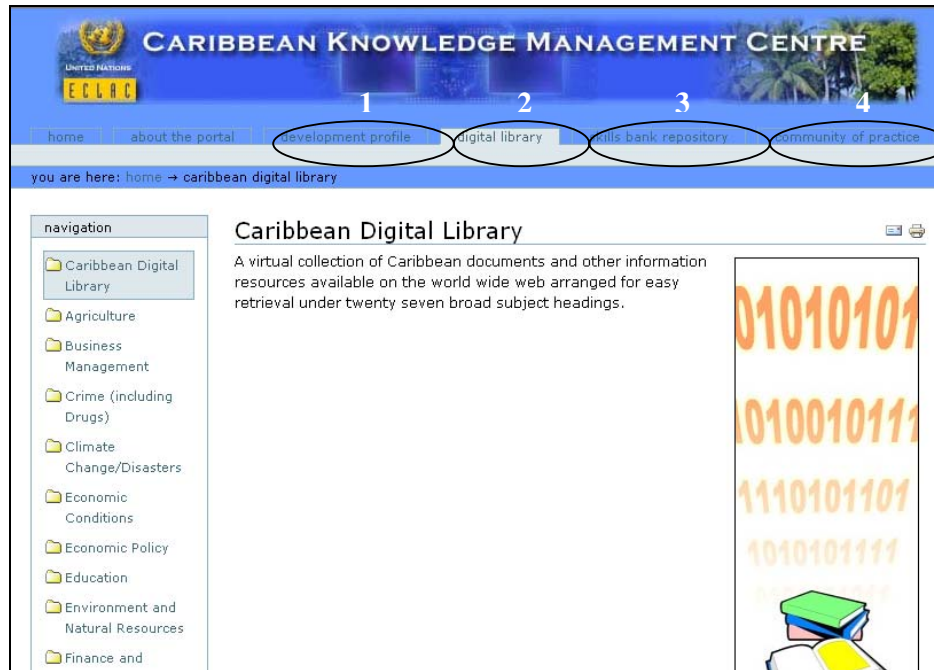 CARIBBEAN KNOWLEDGE MANAGEMENT CENTRE
UNITED NATIONS
ECLAC
1 2 3 4
home about the portal development profile digital library skills bank repository community of practice
you are here: home → caribbean digital library
navigation
Caribbean Digital
Library
Agriculture
Business
Management
Crime (including
Drugs)
Climate
Change/Disasters
Economic
Conditions
Economic Policy
Education
Environment and
Natural Resources
Finance and
Caribbean Digital Library
A virtual collection of Caribbean documents and other information
resources available on the world wide web arranged for easy
retrieval under twenty seven broad subject headings.
01010101
1010010111
1110101101
1010101111